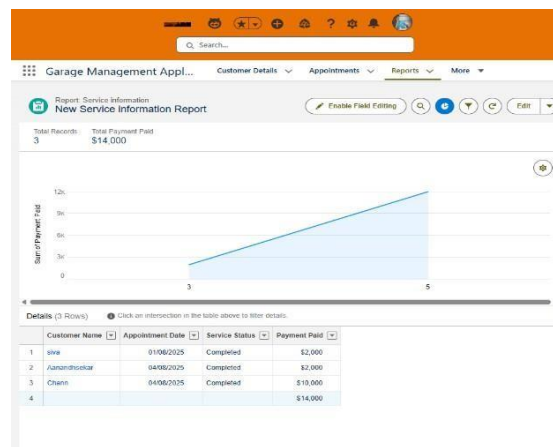 Search...
Garage Management Appl... Customer Details Appointments Reports More
Report: Service information
New Service information Report
Enable Field Editing Edit
Total Records Total Payment Paid
3 $14,000
Sum of Payment Paid
12K
9K
6K
3K
0
3 5
Details (3 Rows) Click an intersection in the table above to filter details.
Customer Name Appointment Date Service Status Payment Paid
1 siva 01/08/2025 Completed $2,000
2 Aanandhsekar 04/08/2025 Completed $2,000
3 Chenn 04/08/2025 Completed $10,000
4 $14,000